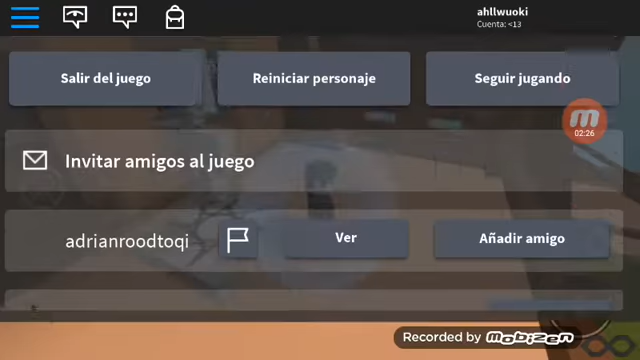 ahllwuoki
Cuenta: <13
Salir del juego
Reiniciar personaje
Seguir jugando
02:26
Invitar amigos al juego
adrianroodtoqi
Ver
Añadir amigo
Recorded by mobizen